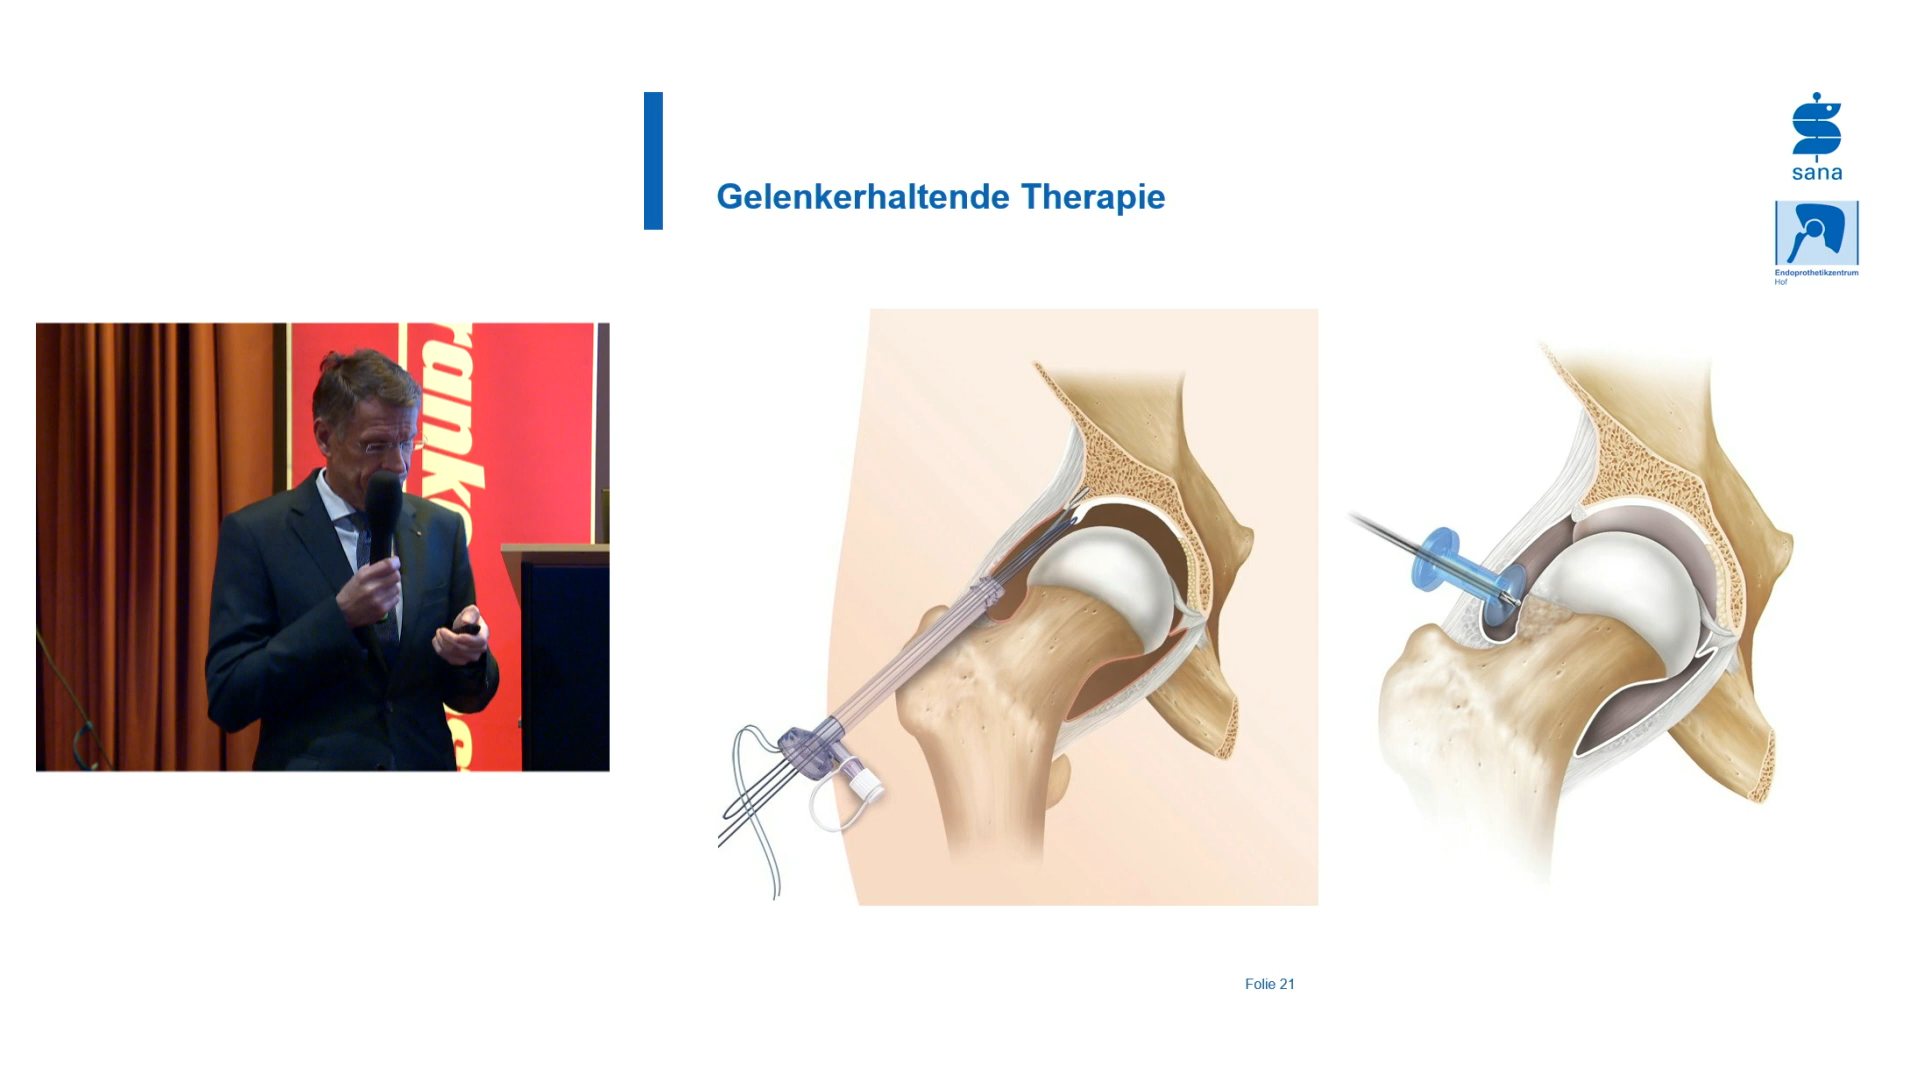 Gelenkerhaltende Therapie
sana
Endoprothetikzentrum
Hof
Folie 21